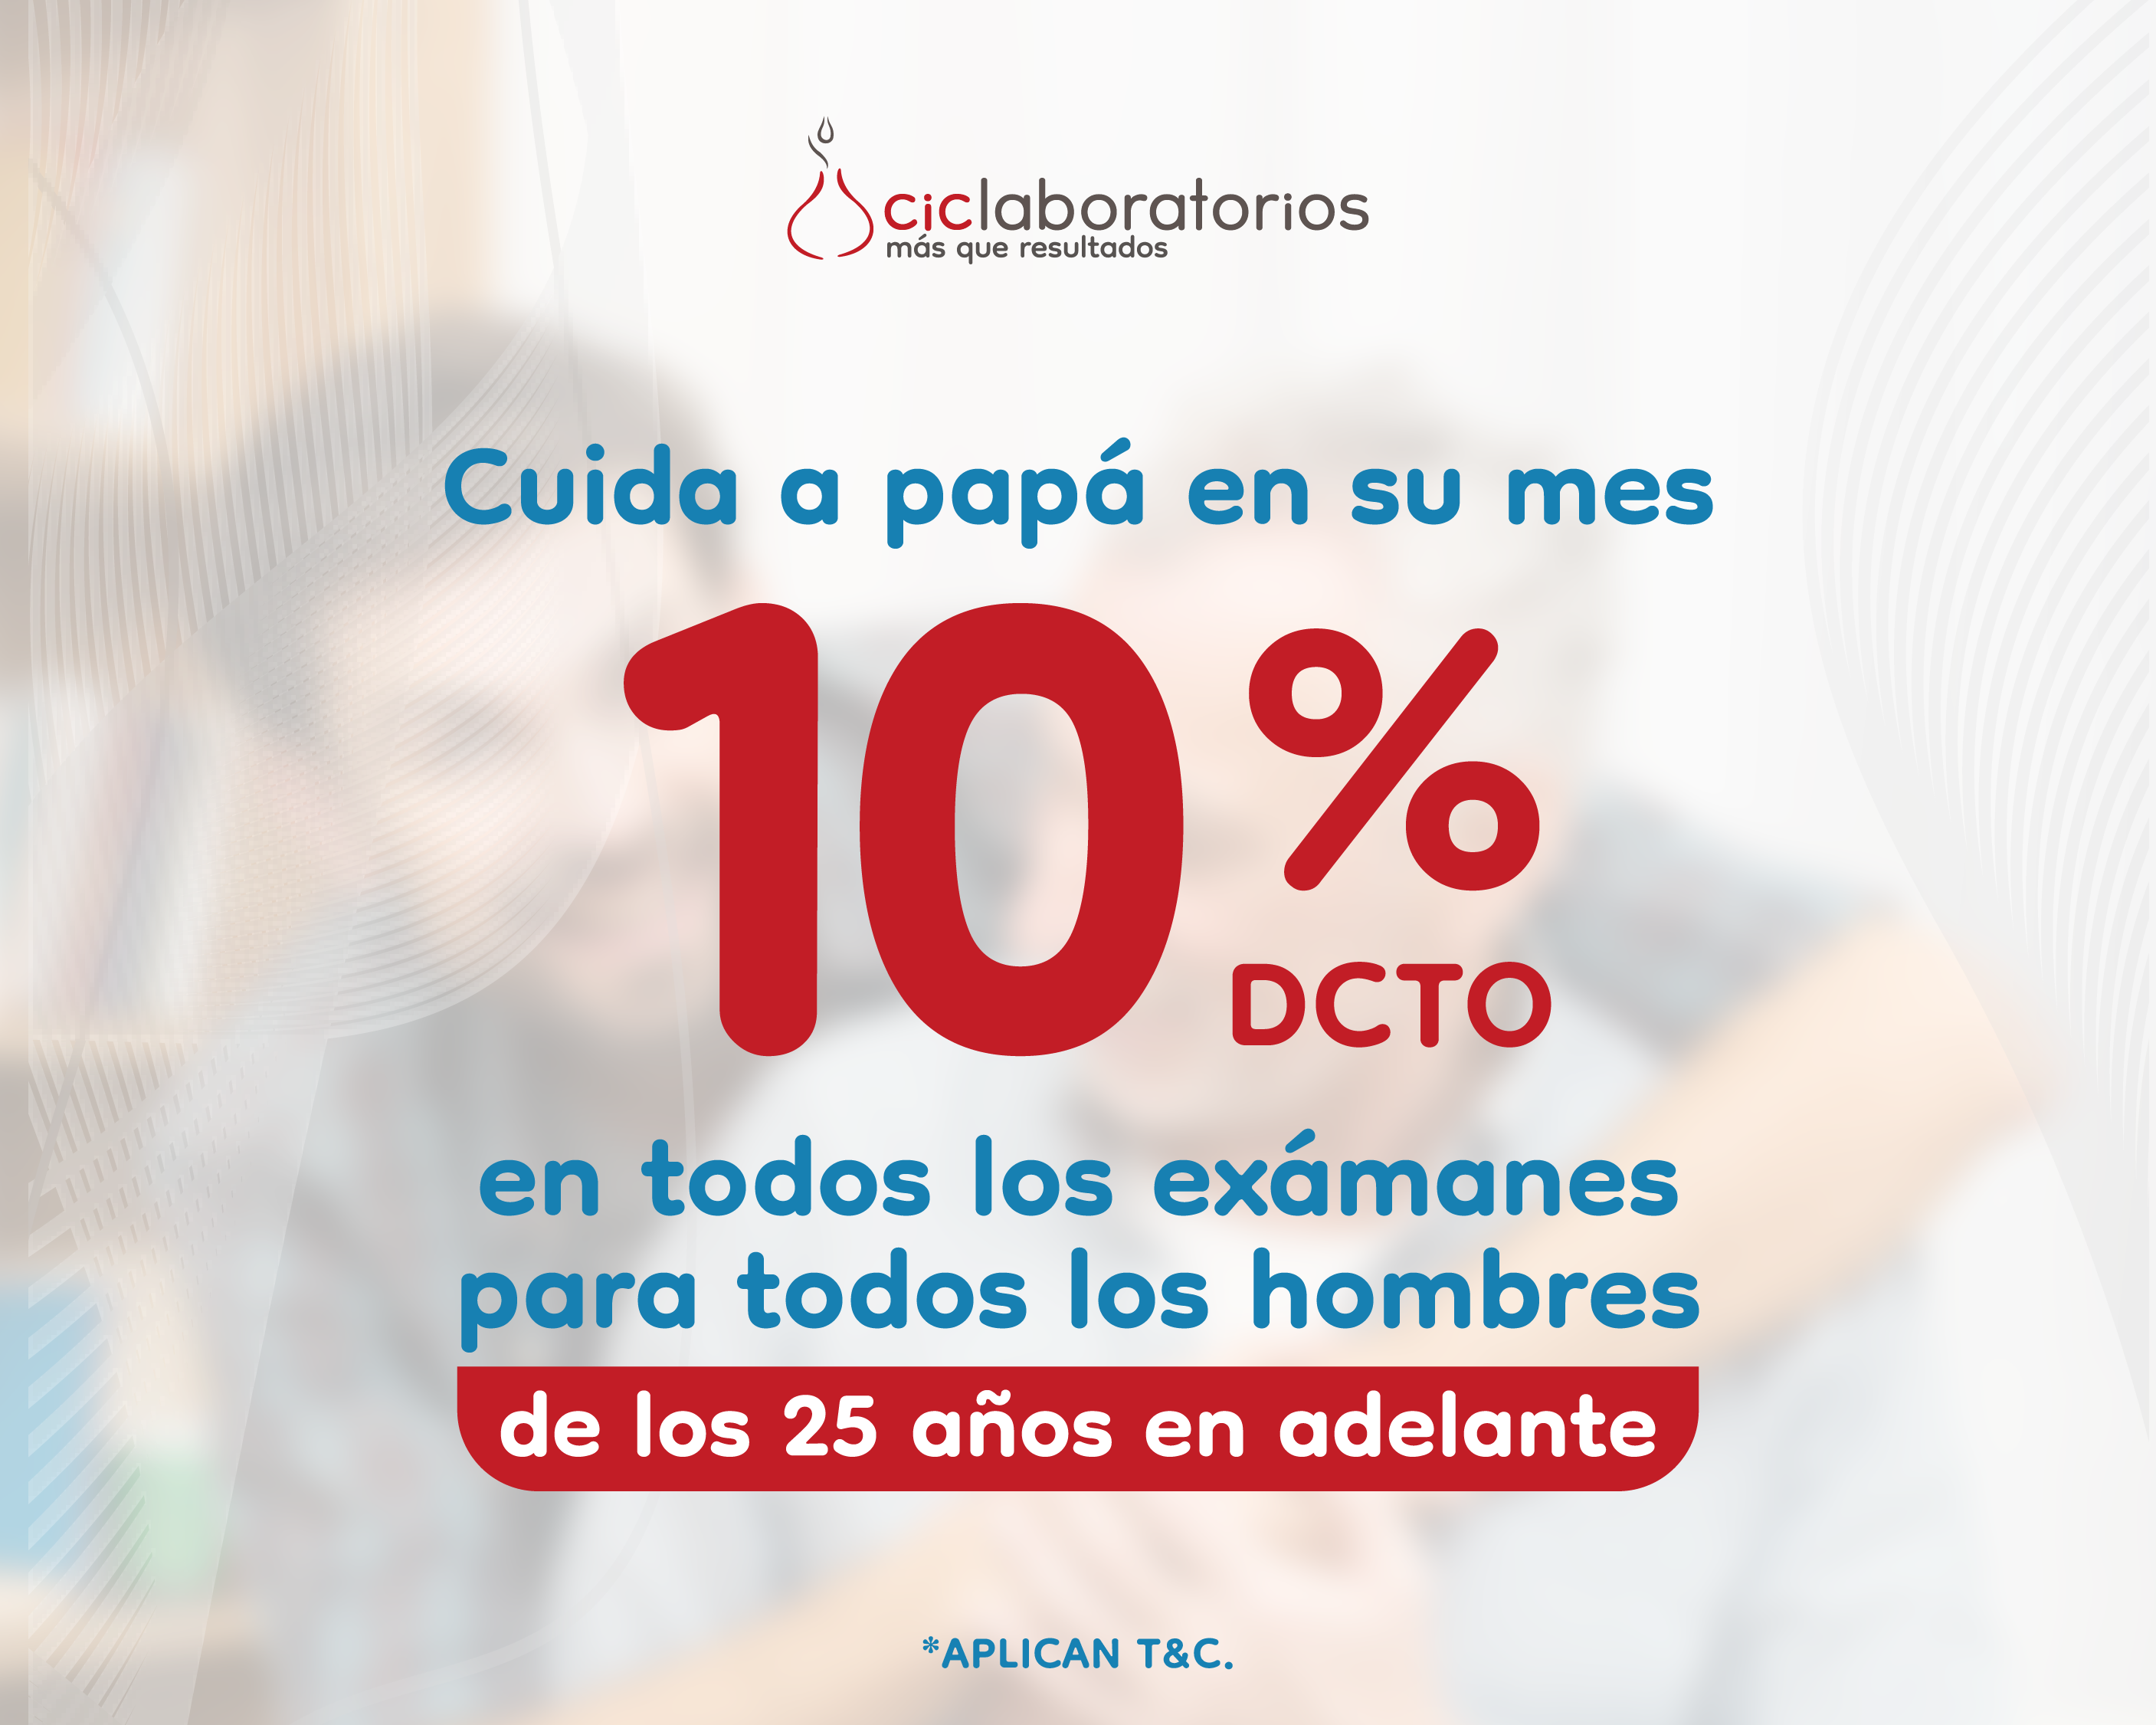 ciclaboratorios
más que resultados
Cuida a papá en su mes
10%
DCTO
en todos los exámanes
para todos los hombres
de los 25 años en adelante
*APLICAN T&C.